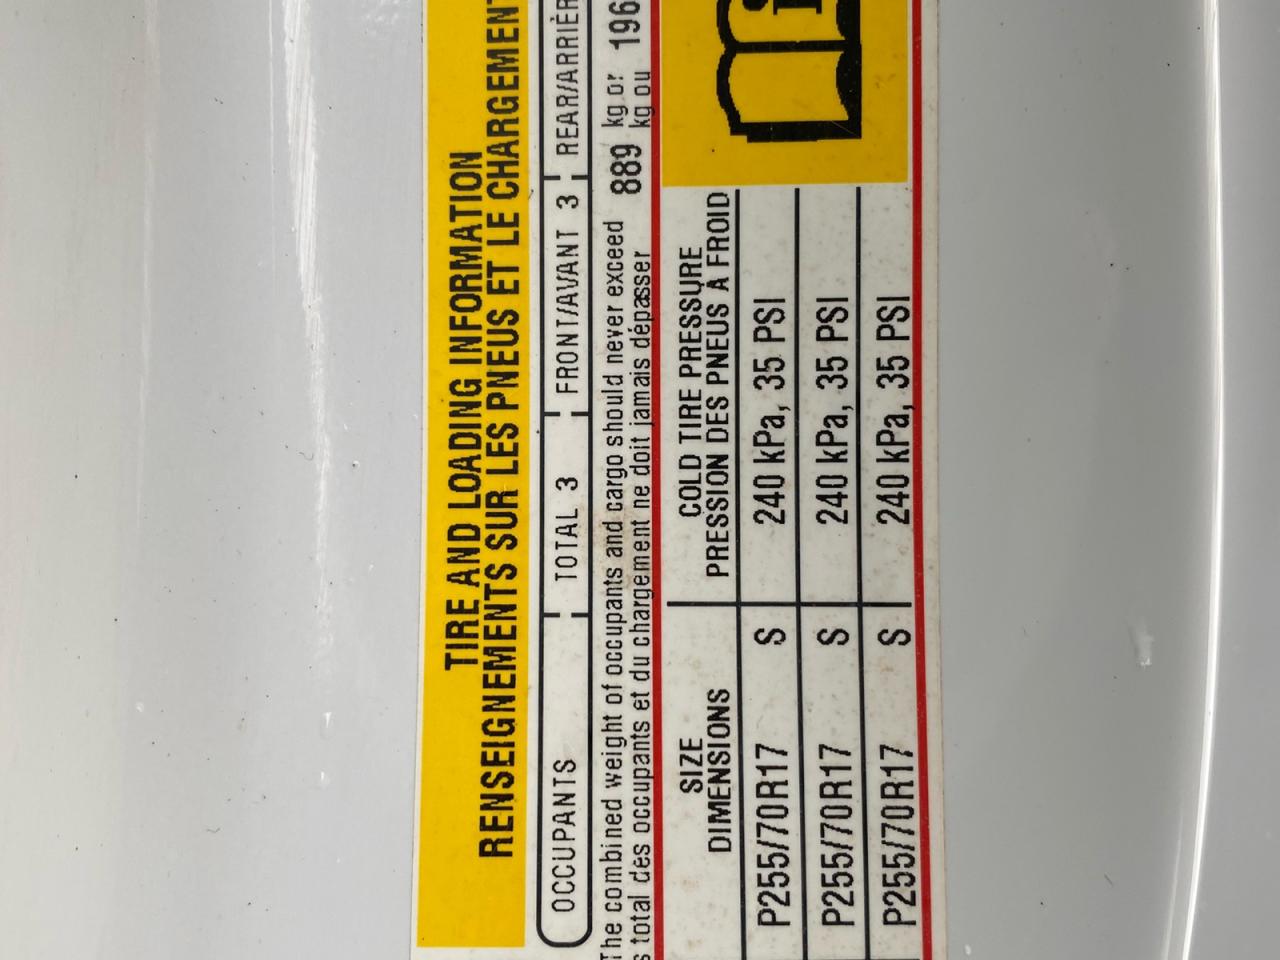 TIRE AND LOADING INFORMATION
RENSEIGNEMENTS SUR LES PNEUS ET LE CHARGEMENT
OCCUPANTS TOTAL 3 FRONT/AVANT 3 REAR/ARRIÈR
The combined weight of occupants and cargo should never exceed 889 kg or 196
total des occupants et du chargement ne doit jamais dépasser kg ou
SIZE COLD TIRE PRESSURE
DIMENSIONS PRESSION DES PNEUS À FROID
P255/70R17 S 240 kPa, 35 PSI
P255/70R17 S 240 kPa, 35 PSI
P255/70R17 S 240 kPa, 35 PSI